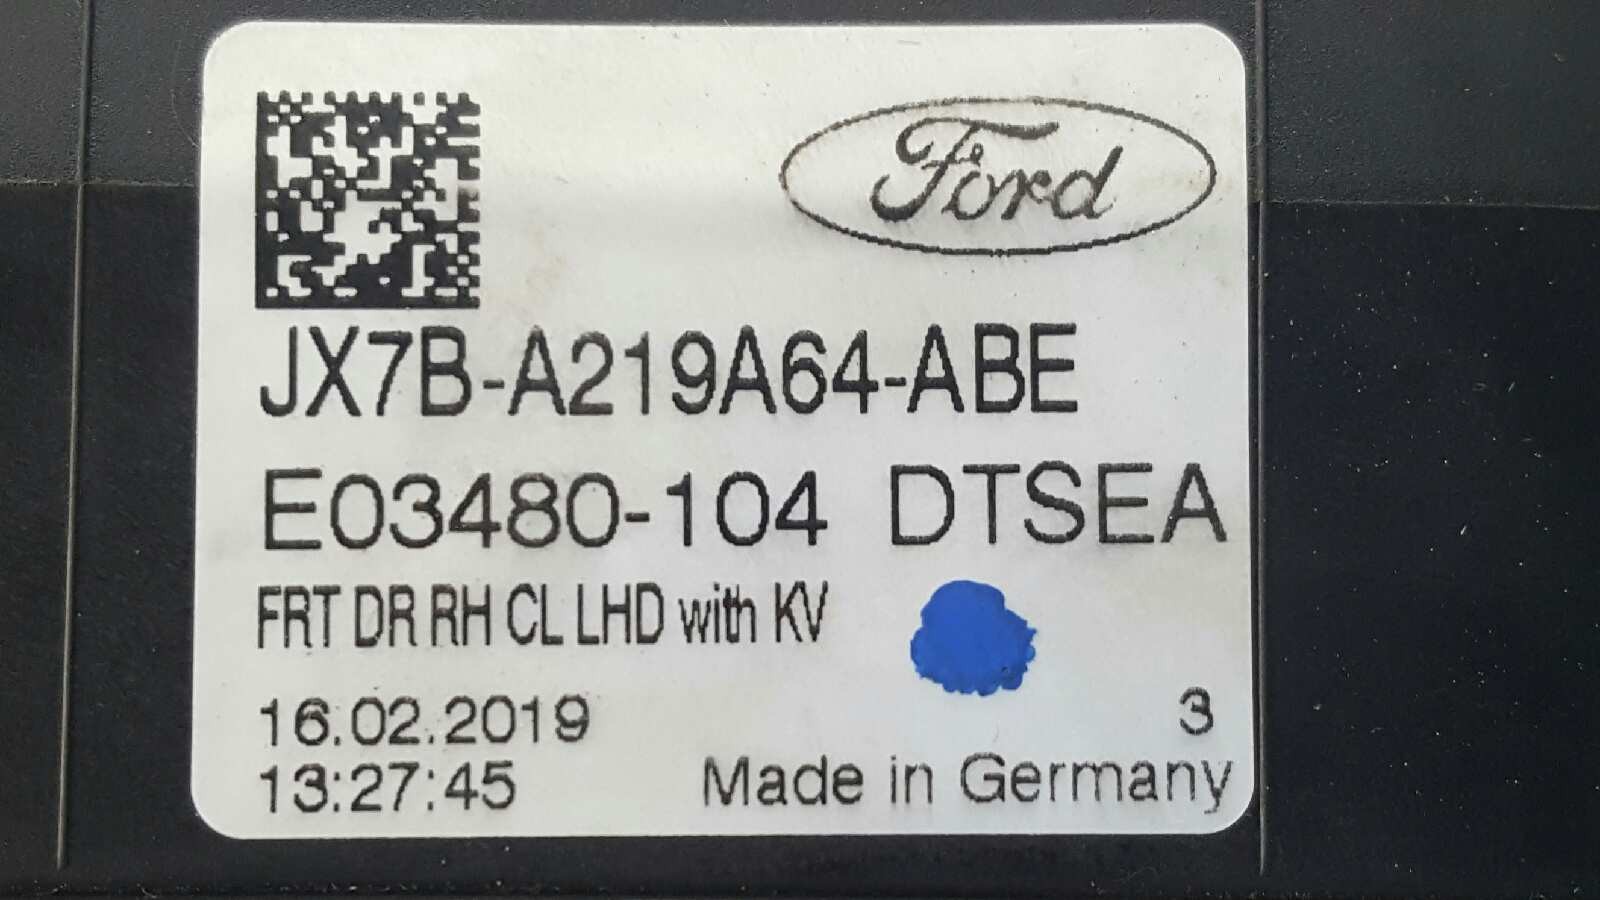 Ford
JX7B-A219A64-ABE
E03480-104 DTSEA
FRT DR RH CL LHD with KV
16.02.2019
3
13:27:45
Made in Germany